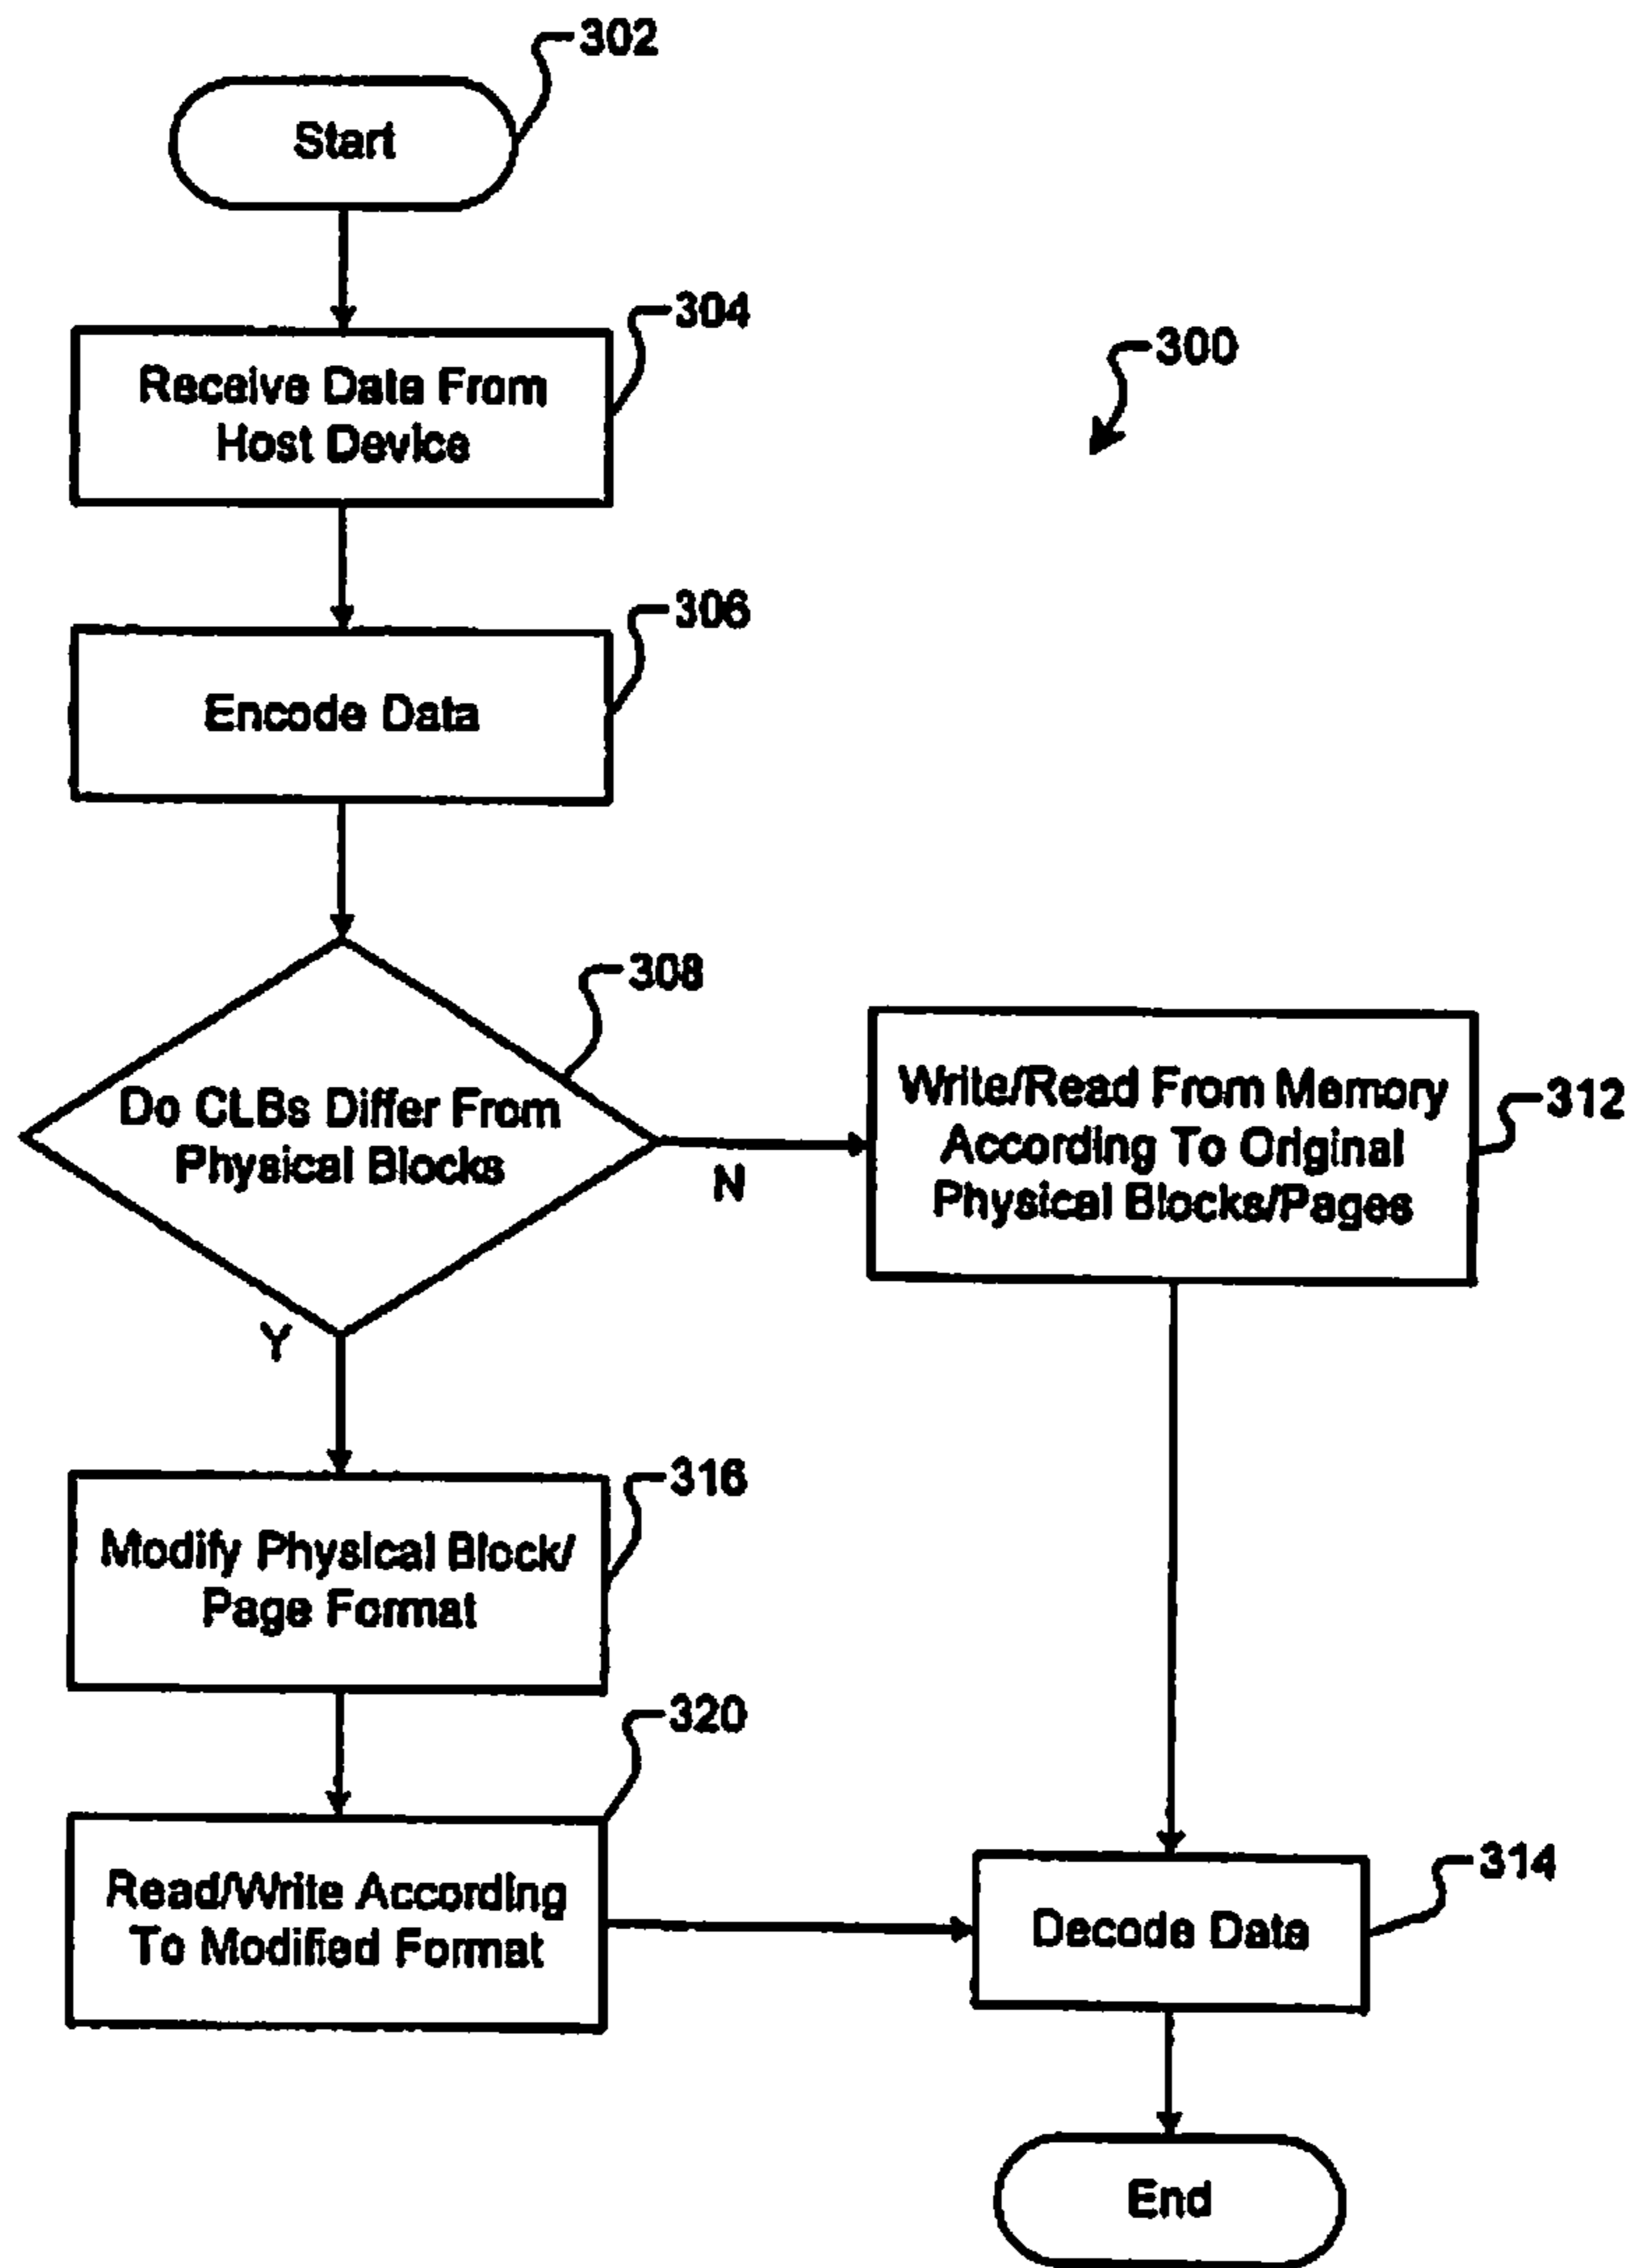 302
Start
304
Receive Data From
Host Device
300
306
Encode Data
308
Do CLBs Differ From
Physical Blocks
N
Y
Write/Read From Memory
According To Original
Physical Blocks/Pages
312
316
Modify Physical Block/
Page Format
320
Read/Write According
To Modified Format
314
Decode Data
End